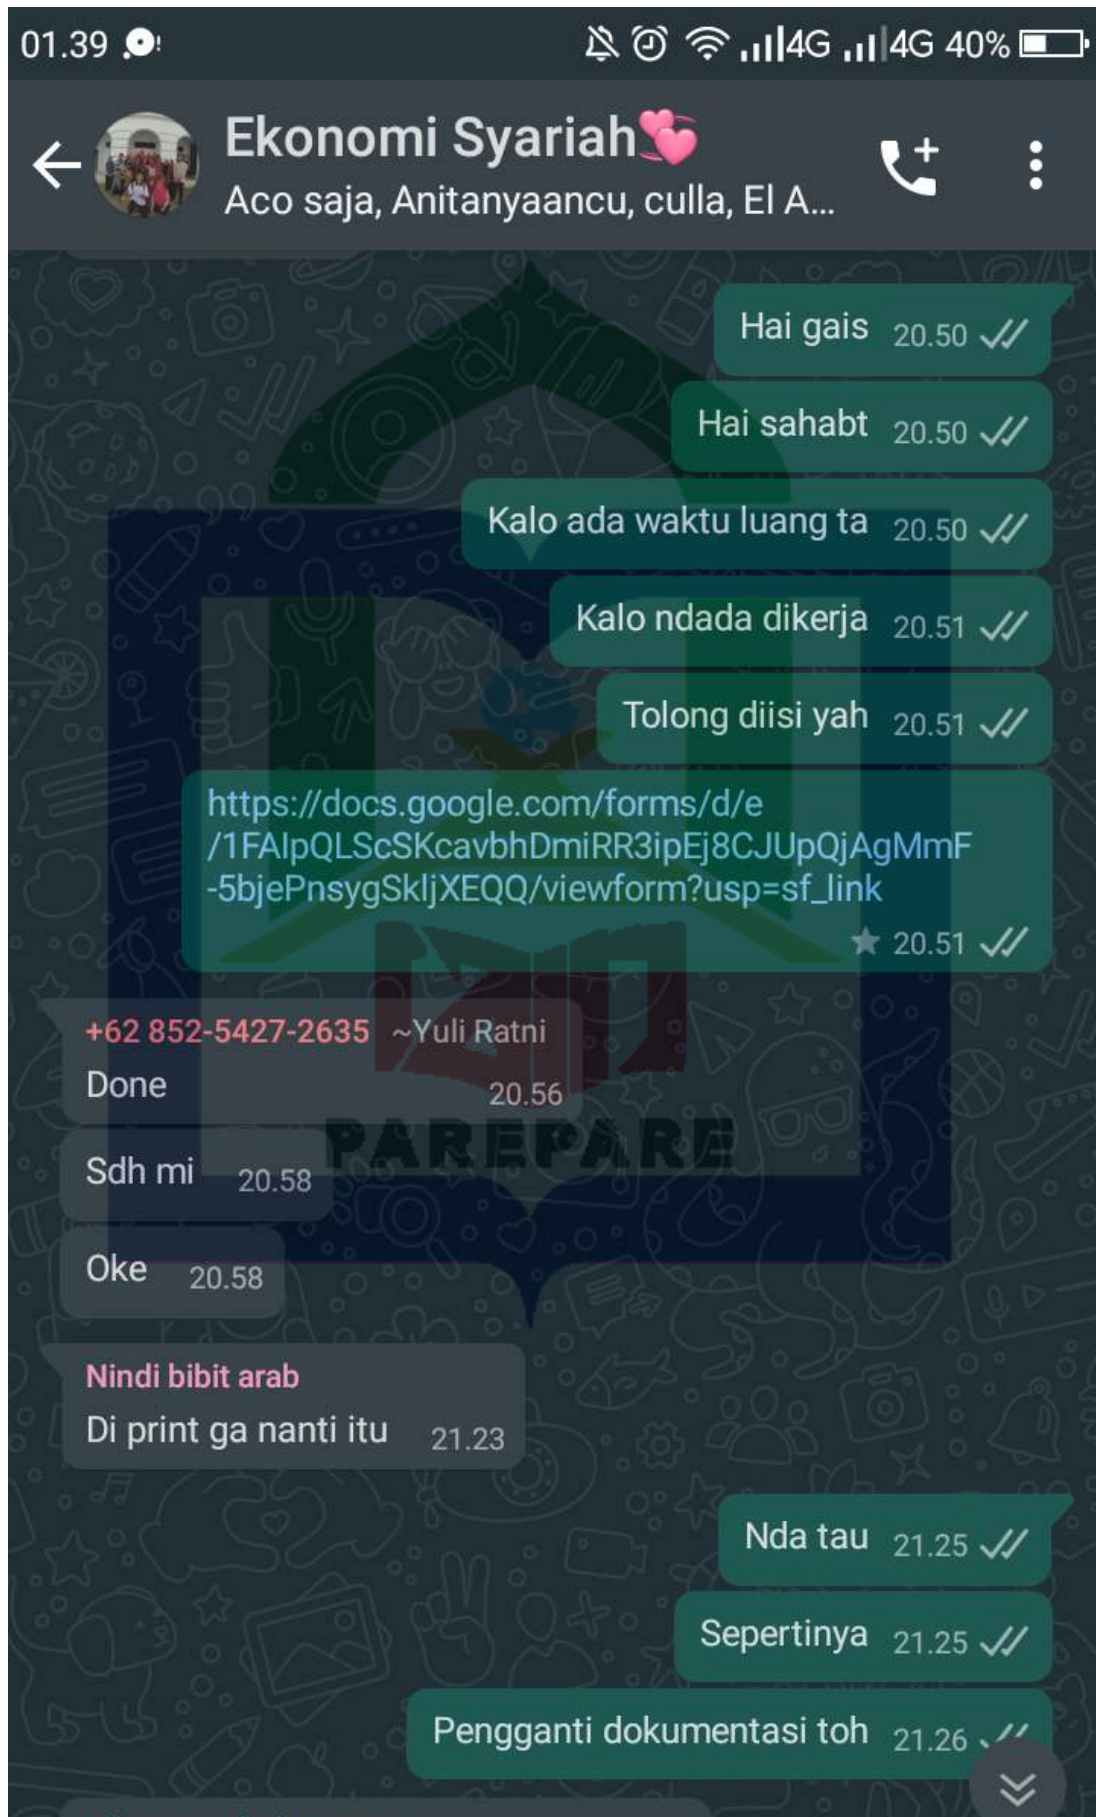 01.39
4G 4G 40%
Ekonomi Syariah💞
Aco saja, Anitanyaancu, culla, El A...
Hai gais 20.50
Hai sahabt 20.50
Kalo ada waktu luang ta 20.50
Kalo ndada dikerja 20.51
Tolong diisi yah 20.51
https://docs.google.com/forms/d/e
/1FAIpQLScSKcavbhDmiRR3ipEj8CJUpQjAgMmF
-5bjePnsygSkljXEQQ/viewform?usp=sf_link
20.51
+62 852-5427-2635 ~Yuli Ratni
Done 20.56
PAREPARE
Sdh mi 20.58
Oke 20.58
Nindi bibit arab
Di print ga nanti itu 21.23
Nda tau 21.25
Sepertinya 21.25
Pengganti dokumentasi toh 21.26